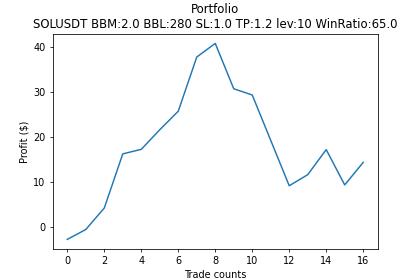 Portfolio
SOLUSDT BBM:2.0 BBL:280 SL:1.0 TP:1.2 lev:10 WinRatio:65.0
Profit ($)
40
30
20
10
0
0 2 4 6 8 10 12 14 16
Trade counts